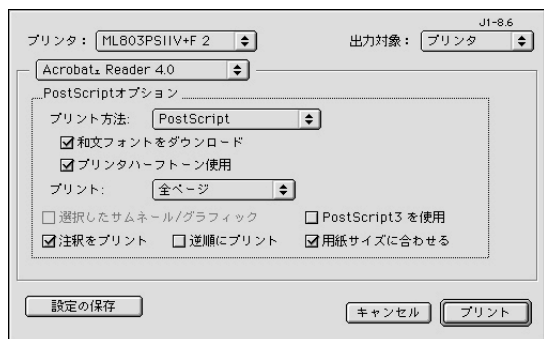 J1-8.6
プリンタ： ML803PSIIV+F 2 出力対象： プリンタ
Acrobat™ Reader 4.0
PostScriptオプション
プリント方法: PostScript
和文フォントをダウンロード
プリンタハーフトーン使用
プリント: 全ページ
選択したサムネール/グラフィック PostScript3 を使用
注釈をプリント 逆順にプリント 用紙サイズに合わせる
設定の保存 キャンセル プリント